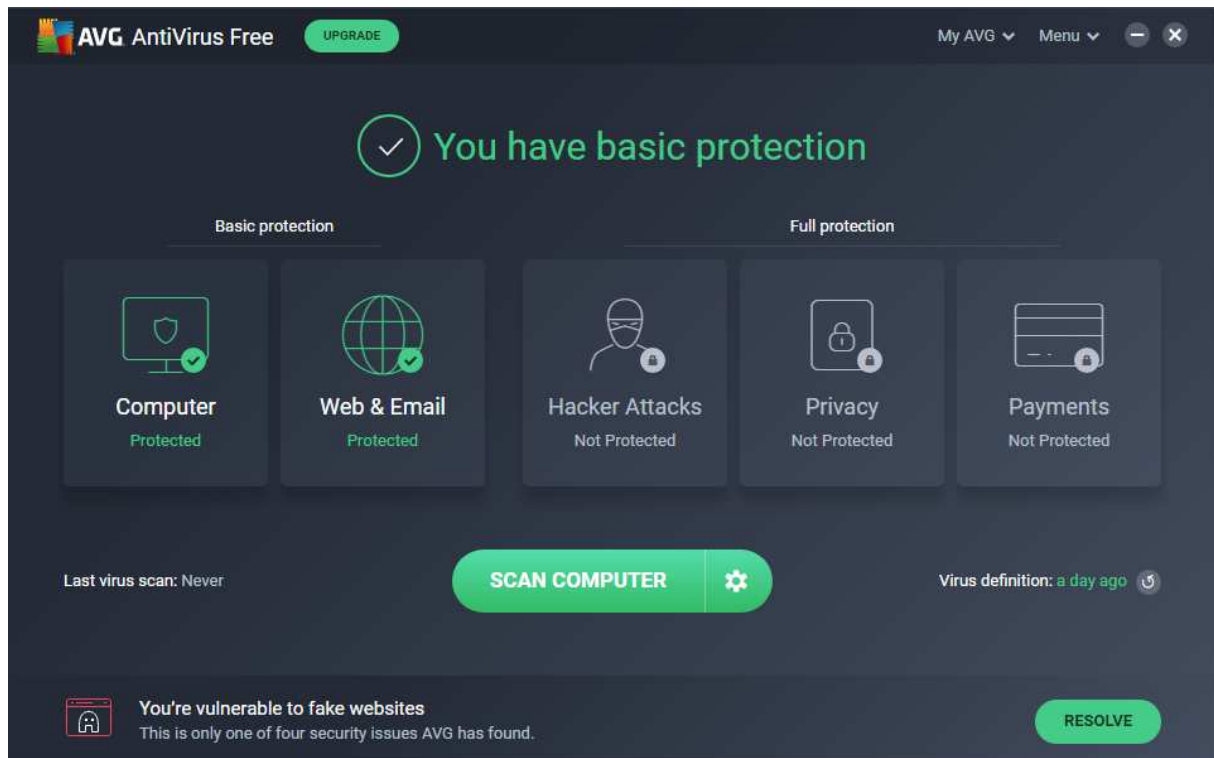 AVG AntiVirus Free
UPGRADE
My AVG
Menu
You have basic protection
Basic protection
Full protection
Computer
Protected
Web & Email
Protected
Hacker Attacks
Not Protected
Privacy
Not Protected
Payments
Not Protected
Last virus scan: Never
SCAN COMPUTER
Virus definition: a day ago
You're vulnerable to fake websites
This is only one of four security issues AVG has found.
RESOLVE